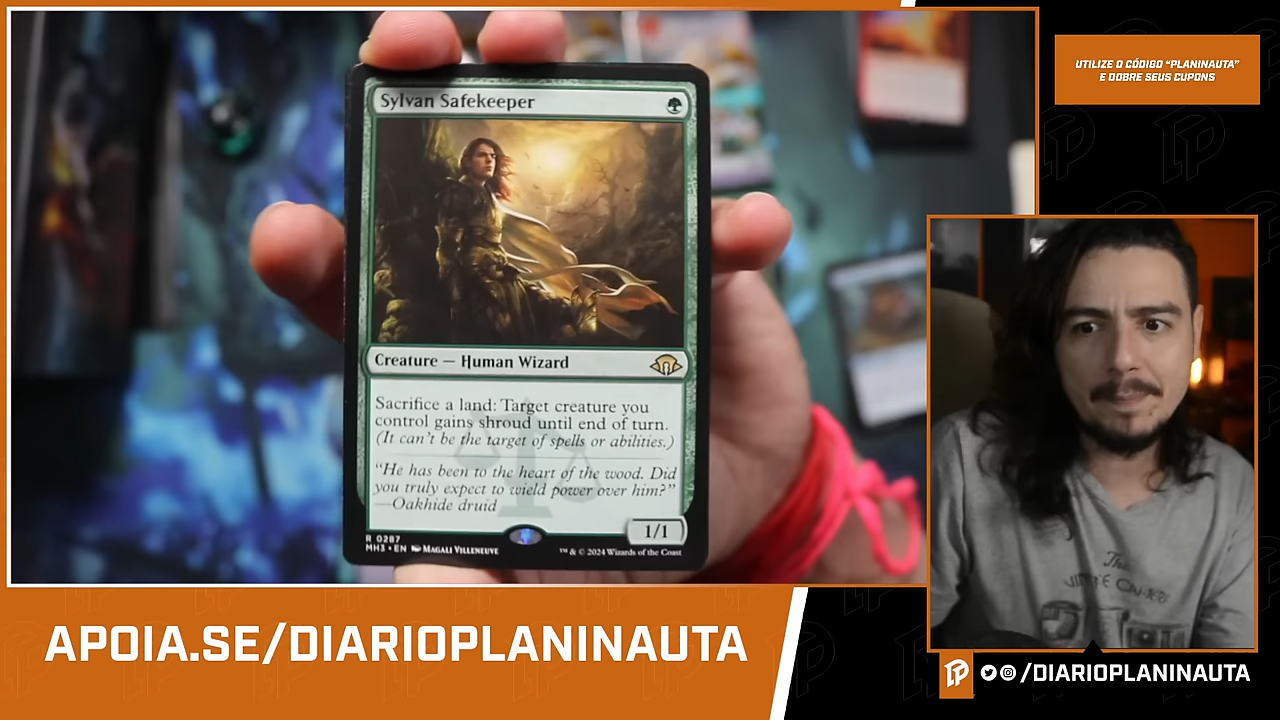 UTILIZE O CÓDIGO "PLANINAUTA"
E DOBRE SEUS CUPONS
Sylvan Safekeeper
Creature — Human Wizard
Sacrifice a land: Target creature you
control gains shroud until end of turn.
(It can't be the target of spells or abilities.)
"He has been to the heart of the wood. Did
you truly expect to wield power over him?"
—Oakhide druid
1/1
R 0287
MH3 • EN MAGALI VILLENEUVE
™ & © 2024 Wizards of the Coast
The
APOIA.SE/DIARIOPLANINAUTA
/DIARIOPLANINAUTA